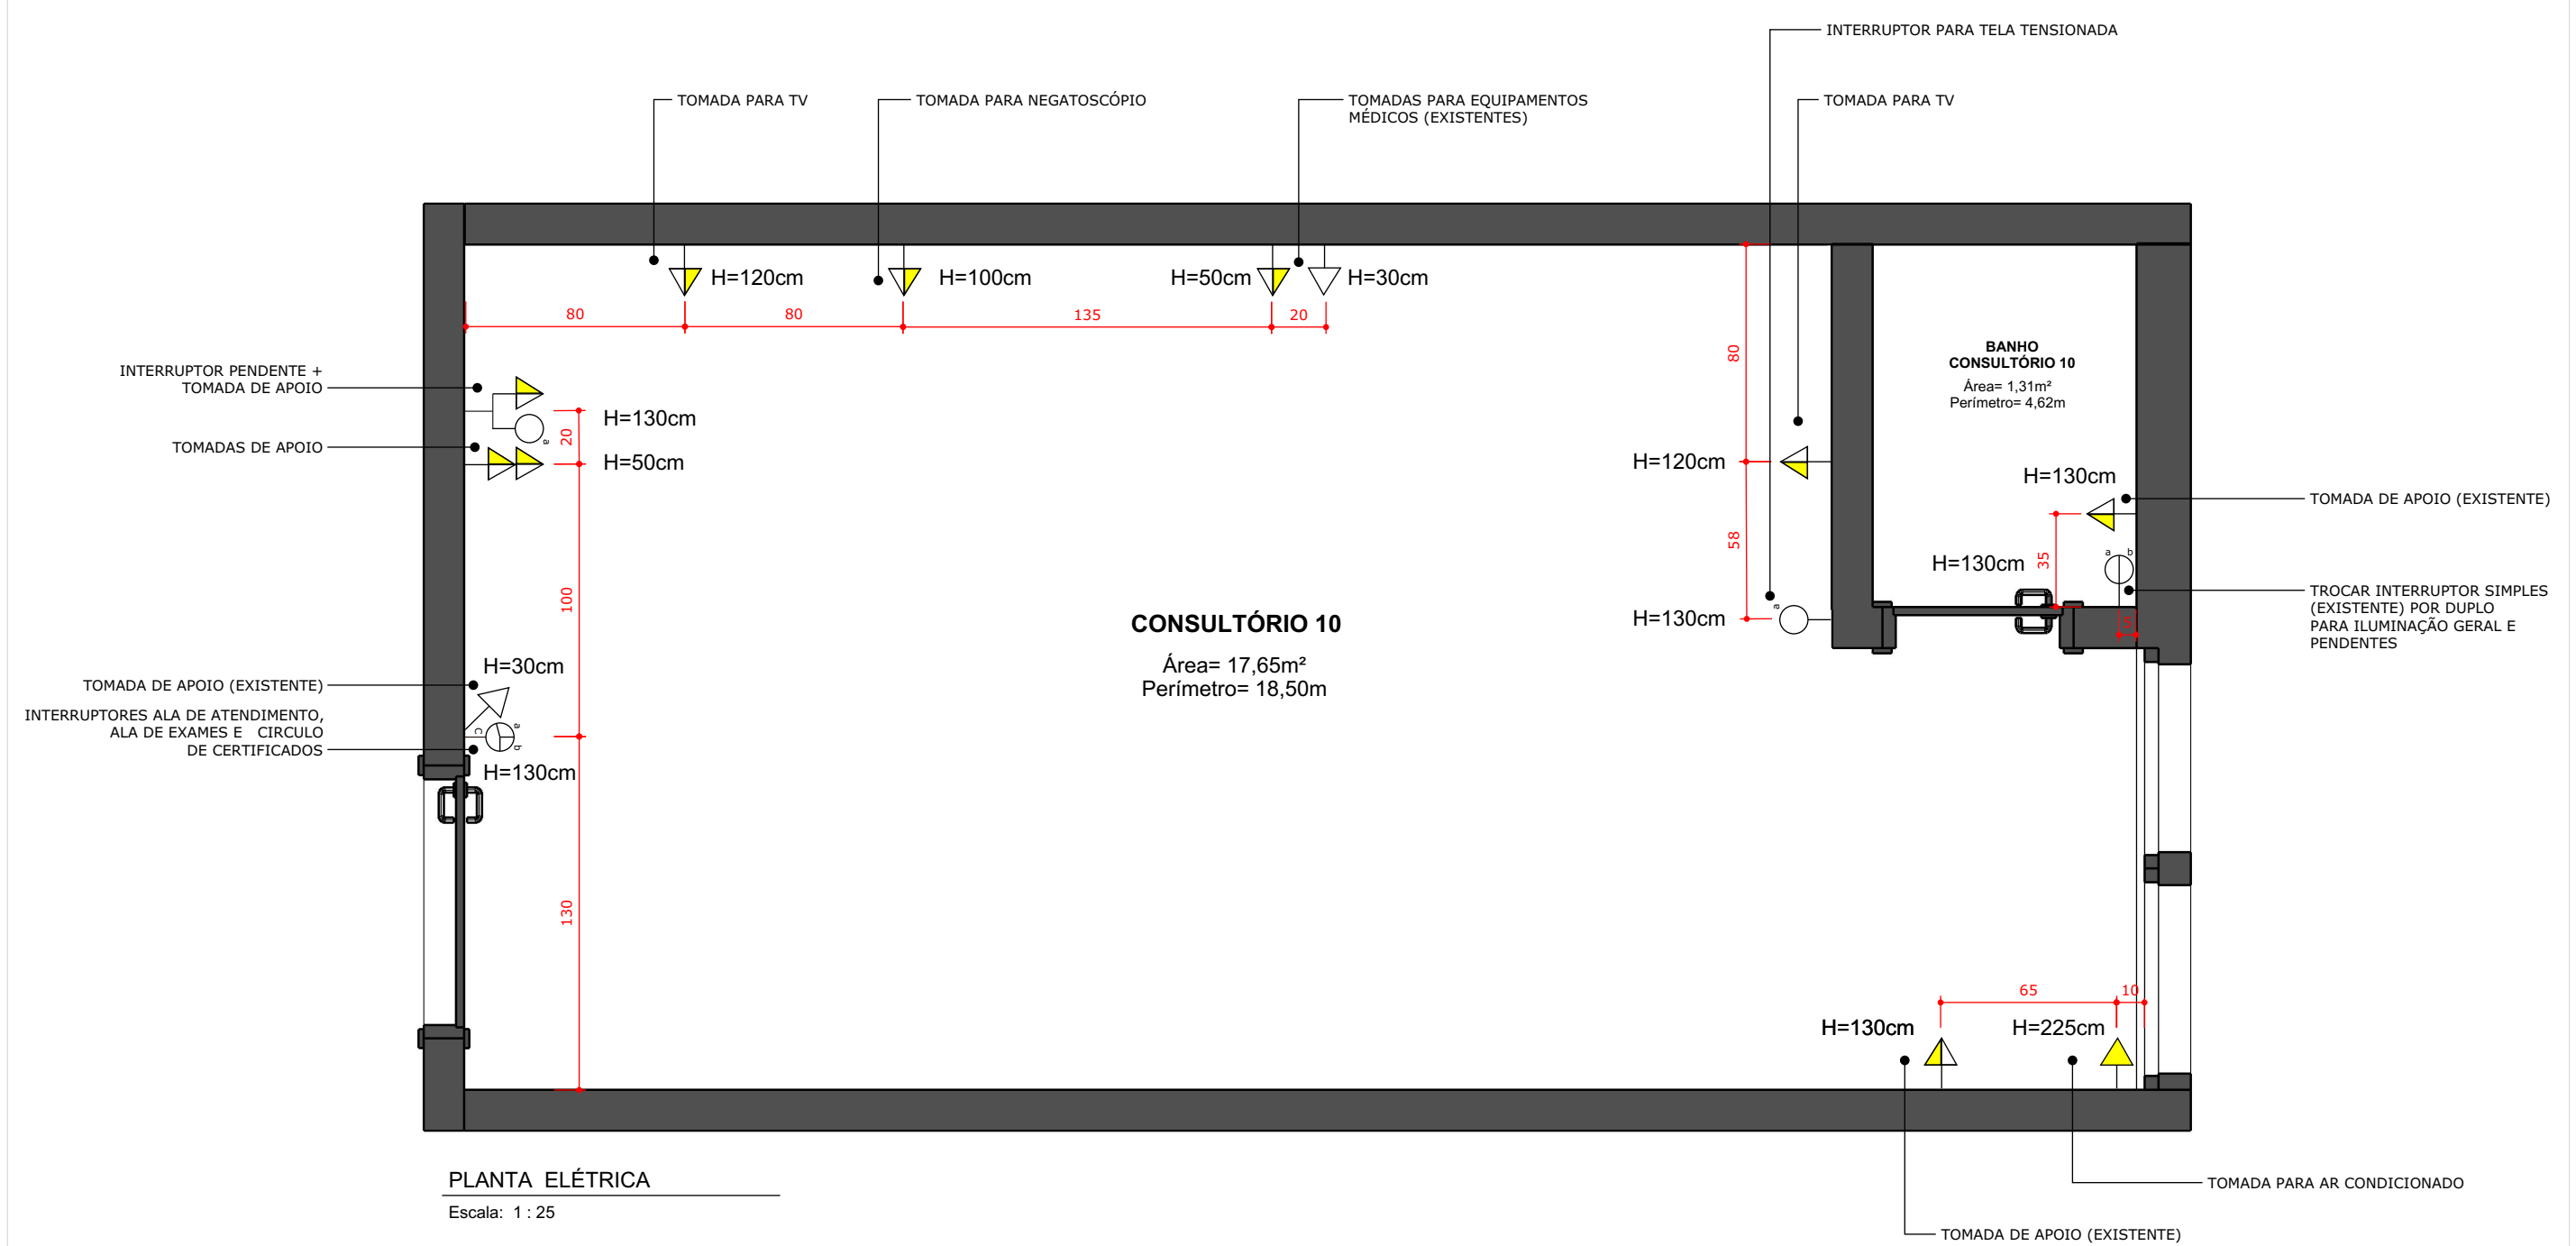 INTERRUPTOR PARA TELA TENSIONADA
TOMADA PARA TV
TOMADA PARA NEGATOSCÓPIO
TOMADAS PARA EQUIPAMENTOS
MÉDICOS (EXISTENTES)
TOMADA PARA TV
H=120cm
H=100cm
H=50cm
H=30cm
80
80
135
20
INTERRUPTOR PENDENTE +
TOMADA DE APOIO
a
H=130cm
20
TOMADAS DE APOIO
H=50cm
100
80
H=120cm
58
H=130cm
a
BANHO
CONSULTÓRIO 10
Área= 1,31m²
Perímetro= 4,62m
H=130cm
TOMADA DE APOIO (EXISTENTE)
35
H=130cm
a b
TROCAR INTERRUPTOR SIMPLES
(EXISTENTE) POR DUPLO
PARA ILUMINAÇÃO GERAL E
PENDENTES
CONSULTÓRIO 10
Área= 17,65m²
Perímetro= 18,50m
H=30cm
TOMADA DE APOIO (EXISTENTE)
INTERRUPTORES ALA DE ATENDIMENTO,
ALA DE EXAMES E CIRCULO
DE CERTIFICADOS
a
b
c
H=130cm
130
65
10
H=130cm
H=225cm
PLANTA ELÉTRICA
Escala: 1 : 25
TOMADA PARA AR CONDICIONADO
TOMADA DE APOIO (EXISTENTE)